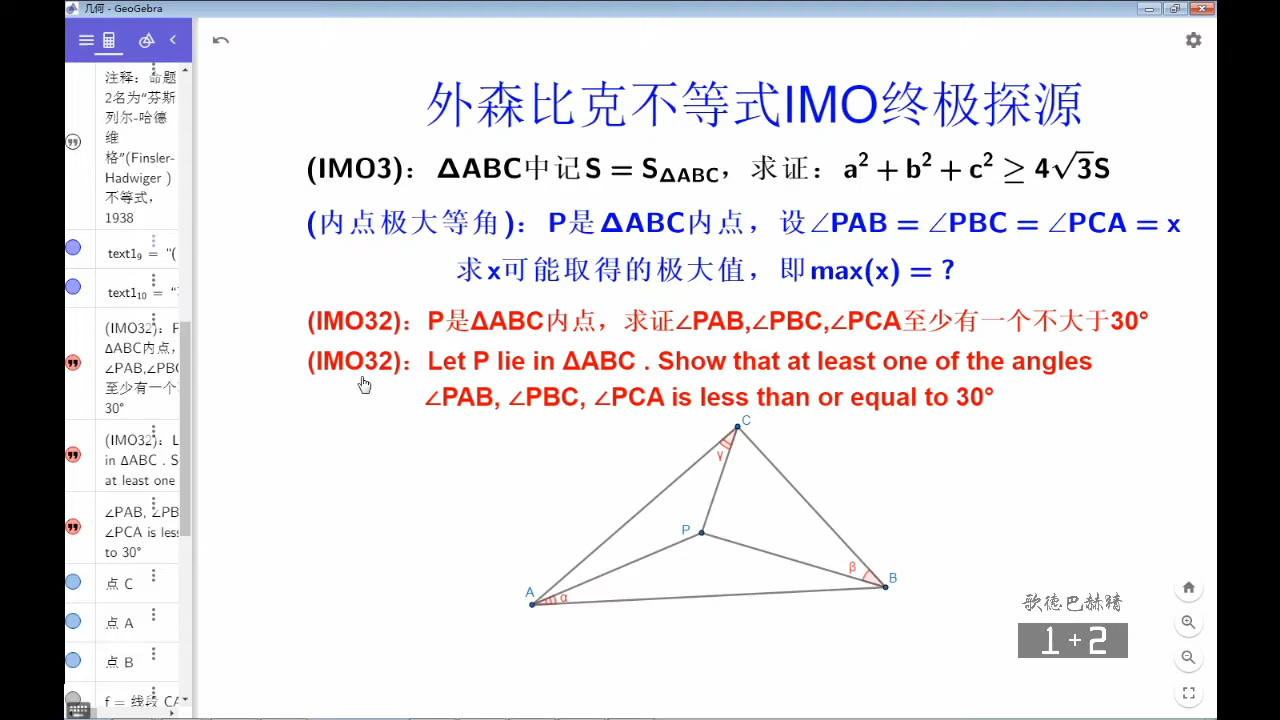 几何 - GeoGebra
注释：命题
2名为“芬斯
列尔-哈德
维
格”(Finsler-
Hadwiger )
不等式，
1938
text1₉ = “(
text1₁₀ =
(IMO32)：P
ΔABC内点，
∠PAB,∠PBC
至少有一个
30°
(IMO32)：L
in ΔABC . S
at least one
∠PAB, ∠PB
∠PCA is less
to 30°
点 C
点 A
点 B
f = 线段 CA
外森比克不等式IMO终极探源
(IMO3)：ΔABC中记S = S_ΔABC，求证：a² + b² + c² ≥ 4√3S
(内点极大等角)：P是ΔABC内点，设∠PAB = ∠PBC = ∠PCA = x
求x可能取得的极大值，即max(x) = ?
(IMO32)：P是ΔABC内点，求证∠PAB,∠PBC,∠PCA至少有一个不大于30°
(IMO32)：Let P lie in ΔABC . Show that at least one of the angles
∠PAB, ∠PBC, ∠PCA is less than or equal to 30°
C
γ
P
β
B
A
α
歌德巴赫猜
1+2